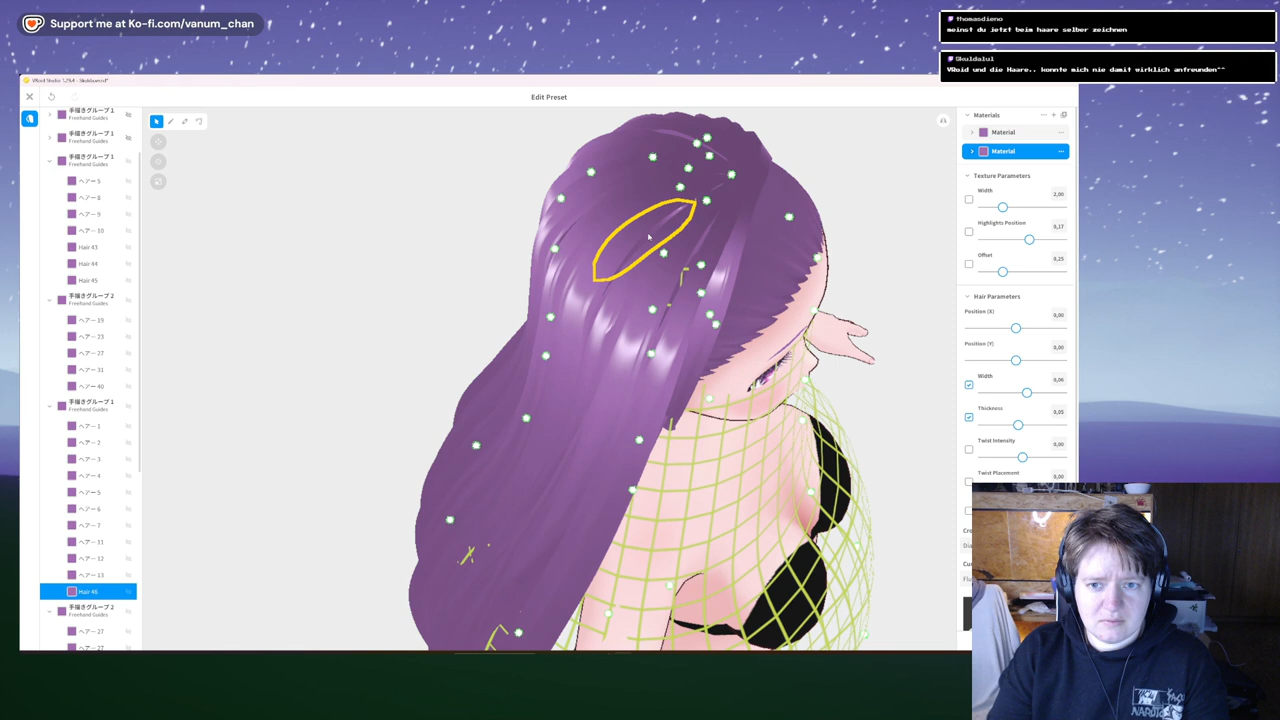 Support me at Ko-fi.com/vanum_chan
thomasdieno
meinst du jetzt beim haare selber zeichnen
Skuldalul
VRoid und die Haare.. konnte mich nie damit wirklich anfreunden^^
Edit Preset
手描きグループ 1
Freehand Guides
手描きグループ 1
手描きグループ 1
Freehand Guides
ヘアー 5
ヘアー 8
ヘアー 9
ヘアー 10
Hair 43
Hair 44
Hair 45
手描きグループ 2
Freehand Guides
ヘアー 19
ヘアー 23
ヘアー 27
ヘアー 31
ヘアー 40
手描きグループ 1
Freehand Guides
ヘアー 1
ヘアー 2
ヘアー 3
ヘアー 4
ヘアー 5
ヘアー 6
ヘアー 7
ヘアー 11
ヘアー 12
ヘアー 13
Hair 46
手描きグループ 2
Freehand Guides
ヘアー 27
Materials
Material
Material
Texture Parameters
Width 2,00
Highlights Position 0,17
Offset 0,25
Hair Parameters
Position (X) 0,00
Position (Y) 0,00
Width 0,06
Thickness 0,05
Twist Intensity 0,00
Twist Placement 0,00
NARUTO